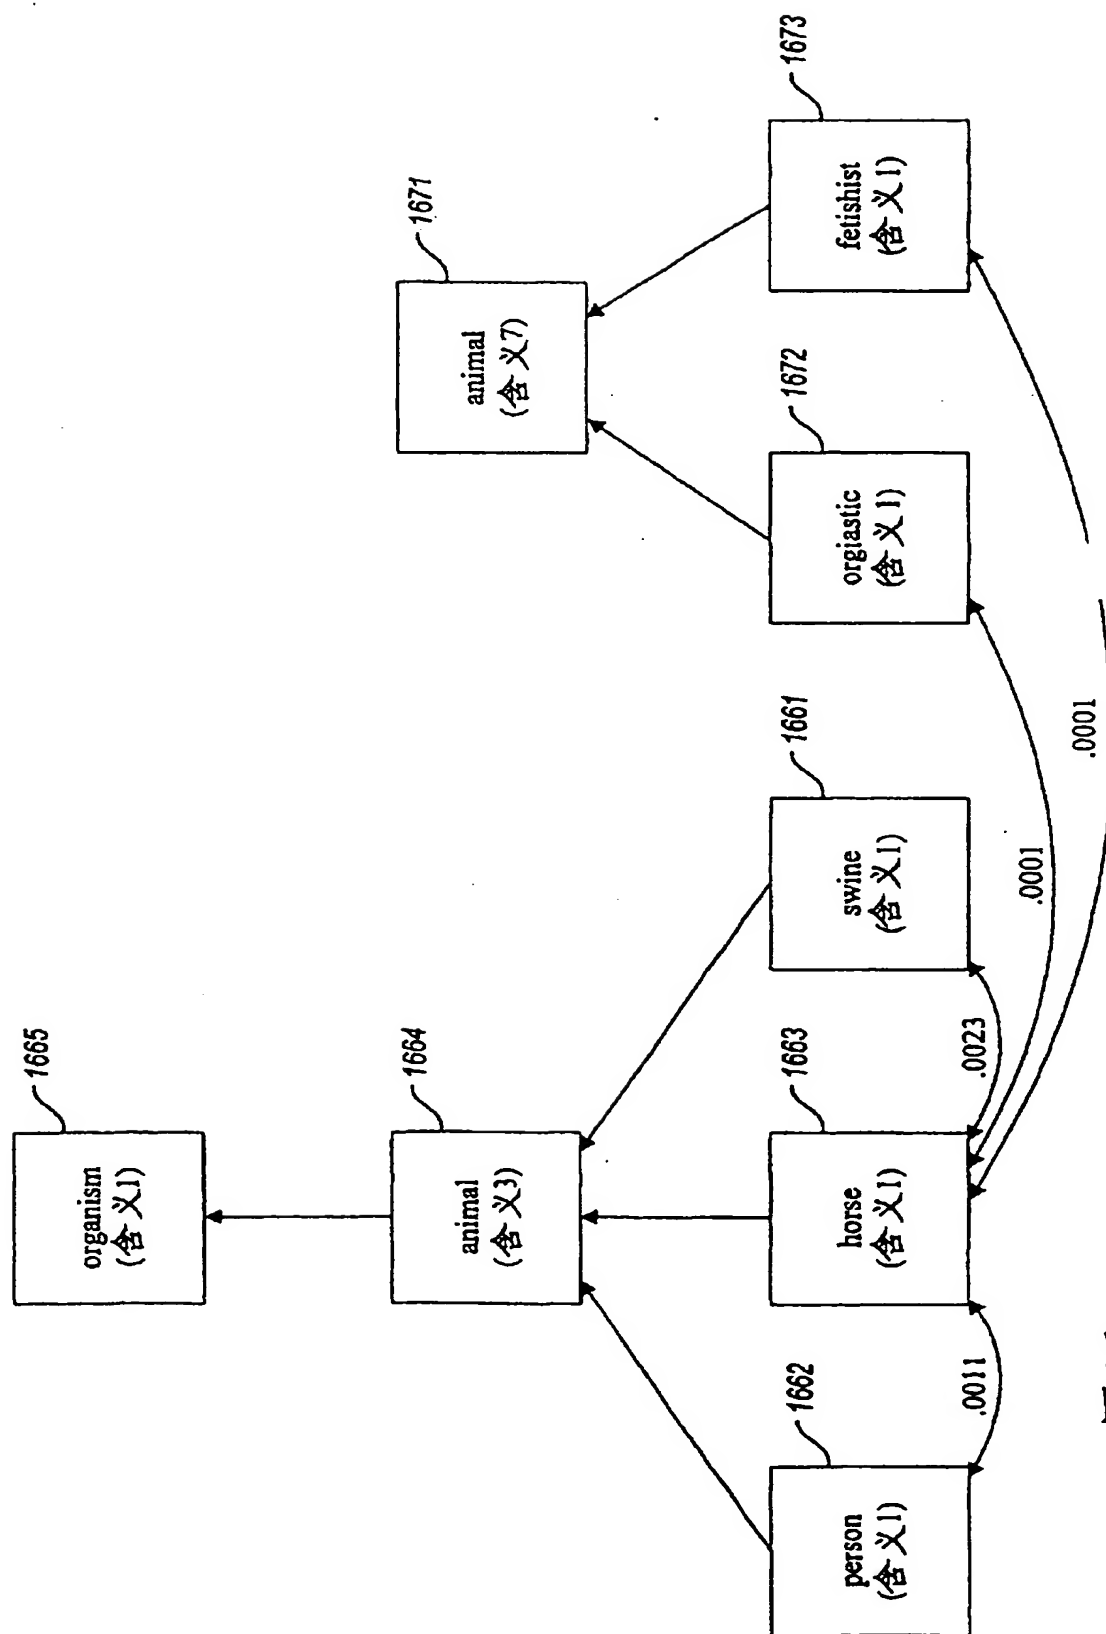 1665
organism
(含义1)
1664
animal
(含义3)
1671
animal
(含义7)
1662
person
(含义1)
1663
horse
(含义1)
1661
swine
(含义1)
1672
orgiastic
(含义1)
1673
fetishist
(含义1)
.0011
.0023
.0001
.0001